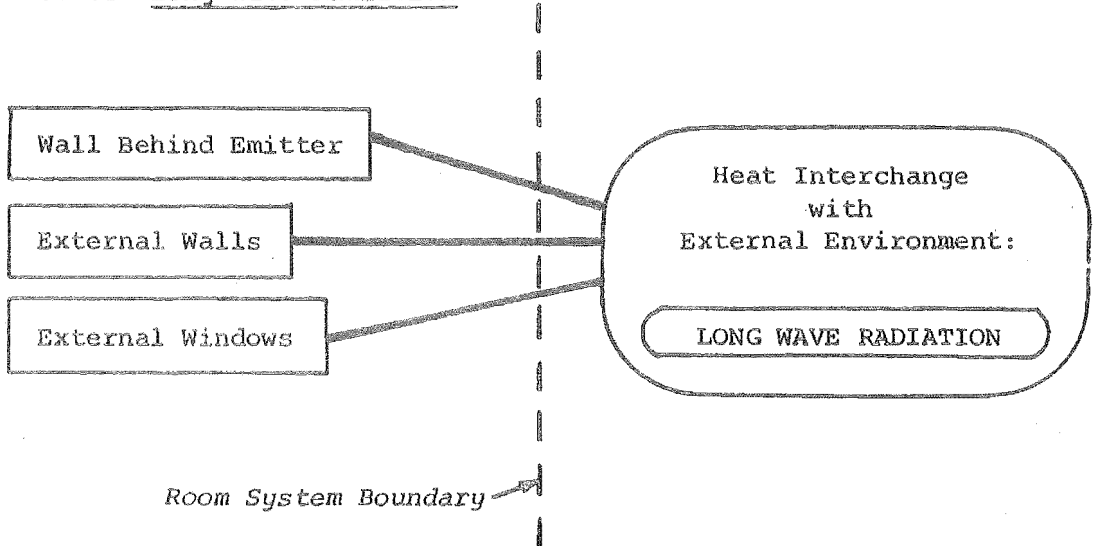 Wall Behind Emitter
External Walls
External Windows
Heat Interchange
with
External Environment:
LONG WAVE RADIATION
Room System Boundary